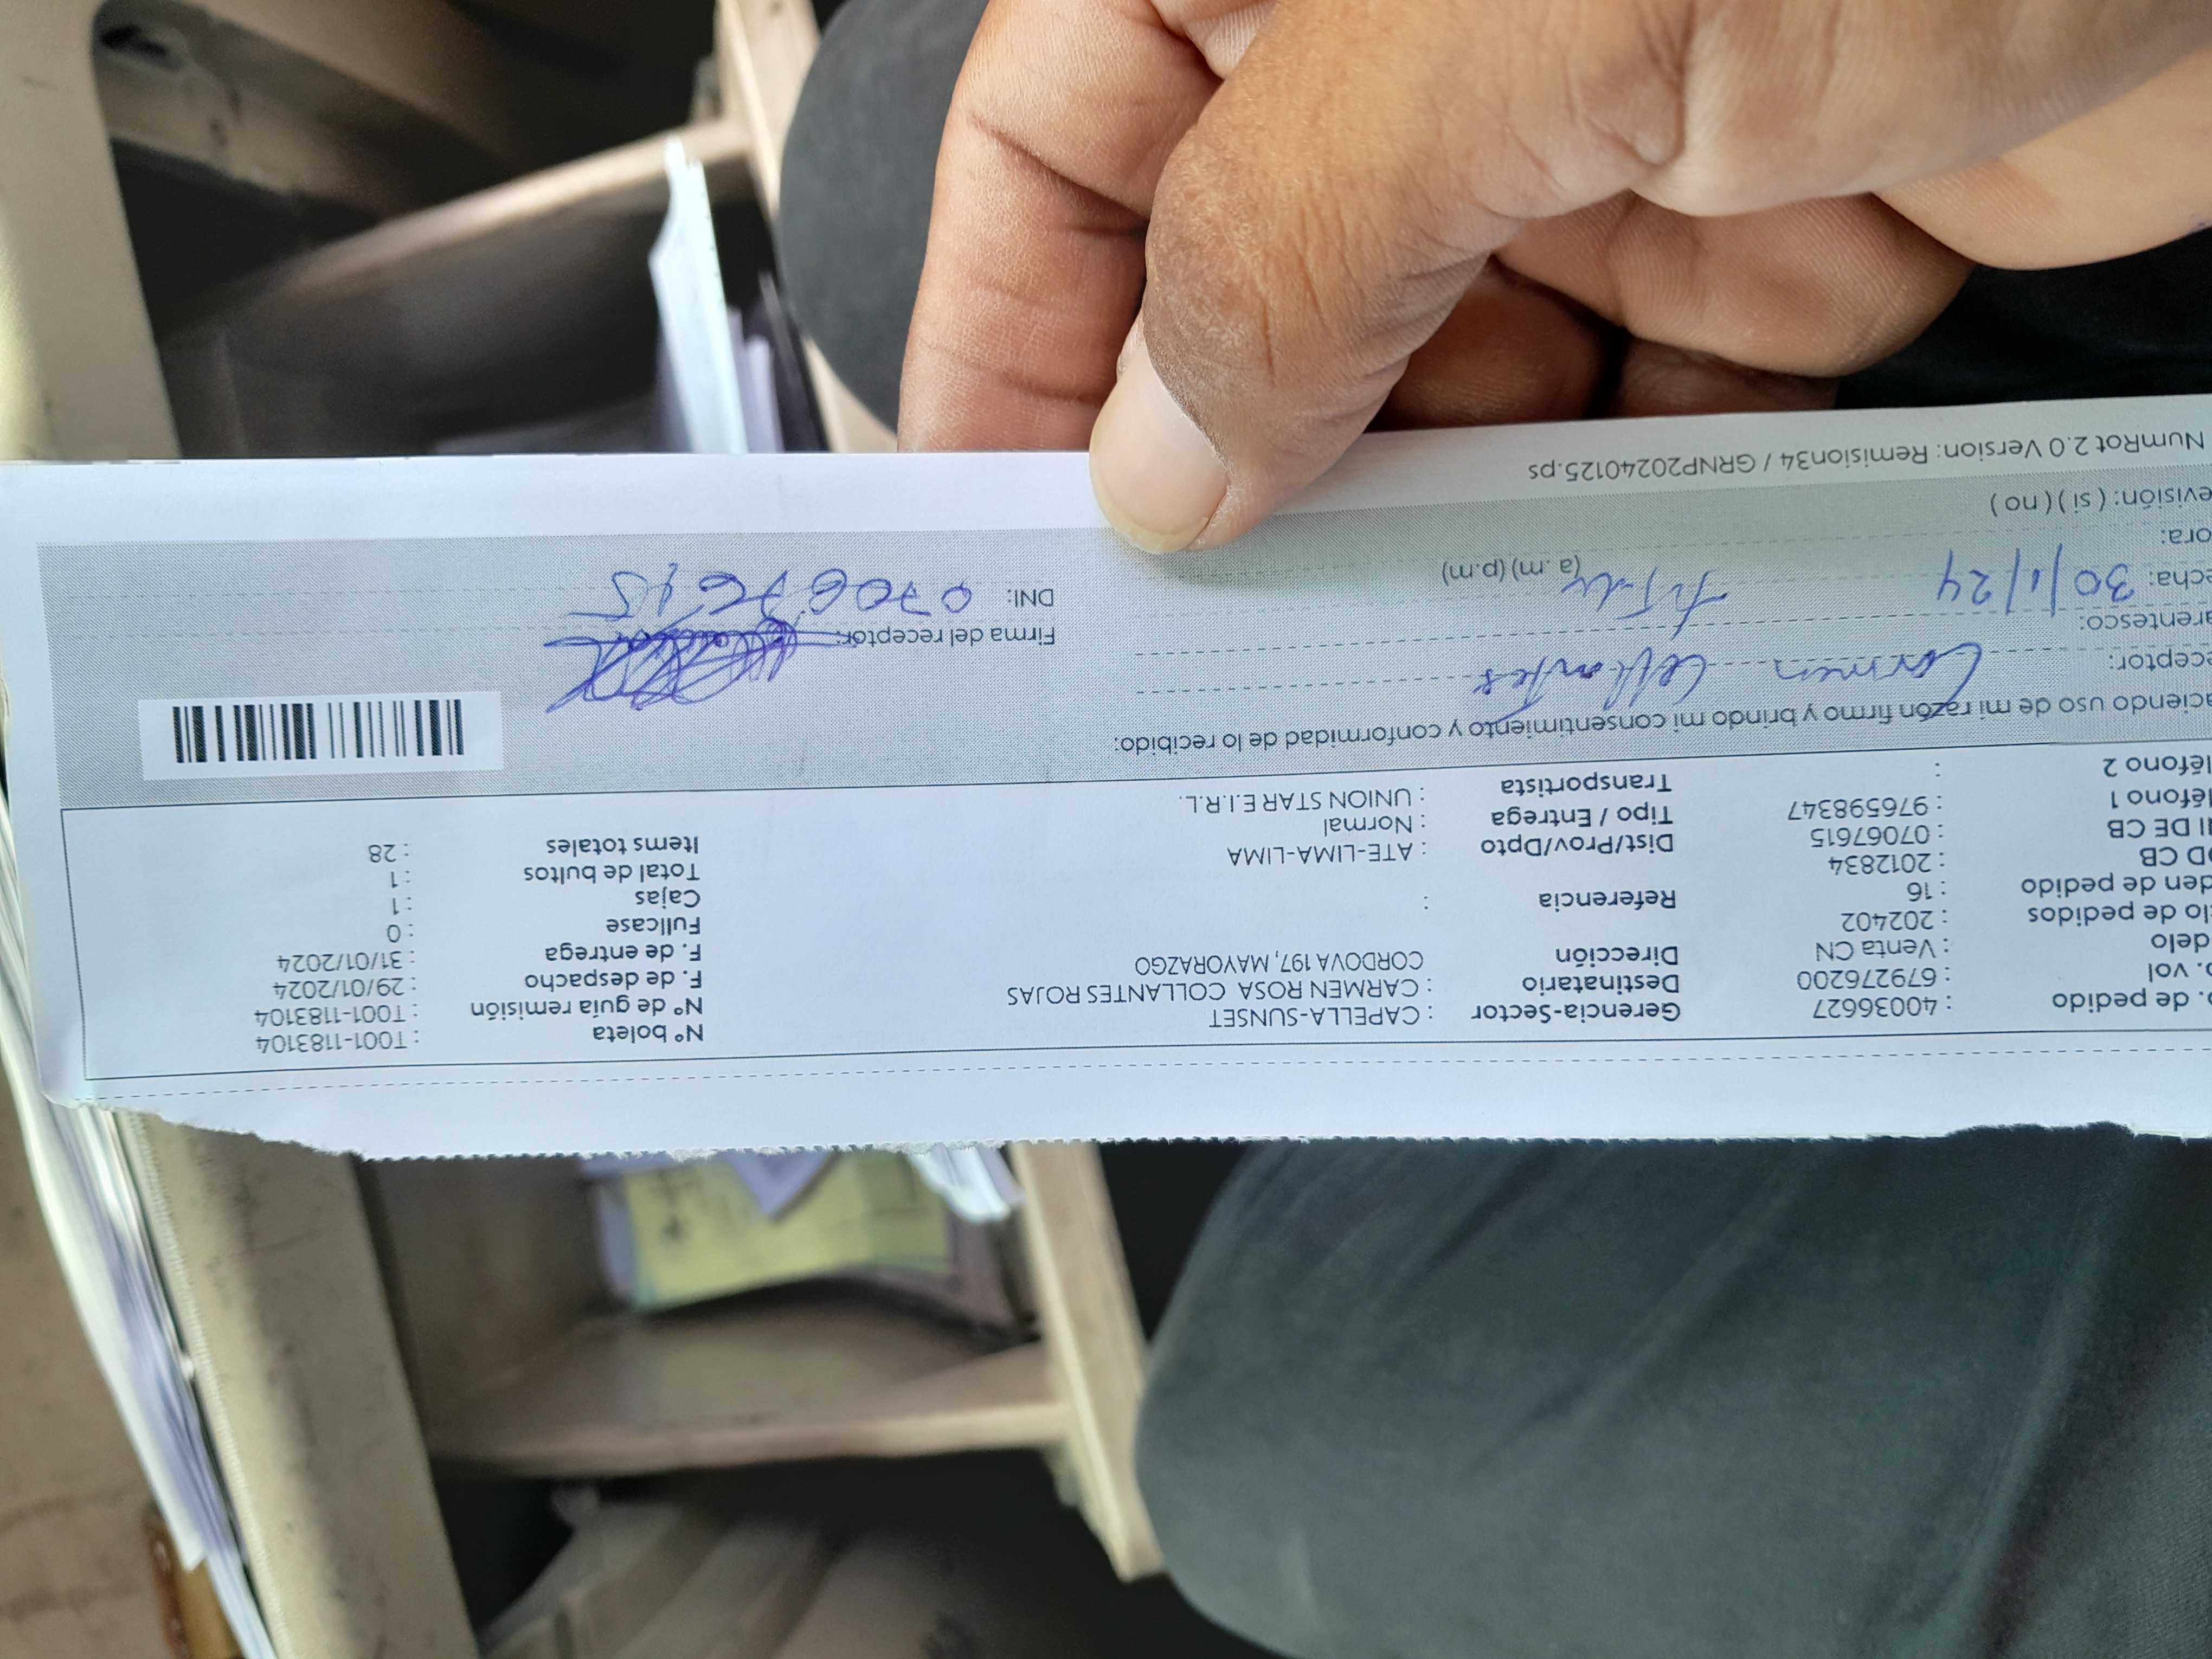 . de pedido : 40036627 Gerencia-Sector : CAPELLA-SUNSET N° boleta : T001-1183104
o. vol : 679276200 Destinatario : CARMEN ROSA COLLANTES ROJAS N° de guía remisión : T001-1183104
delo : Venta CN Dirección CORDOVA 197, MAYORAZGO F. de despacho : 29/01/2024
lo de pedidos : 202402 F. de entrega : 31/01/2024
den de pedido : 16 Referencia : Fullcase : 0
OD CB : 2012834 Cajas : 1
NI DE CB : 07067615 Dist/Prov/Dpto : ATE-LIMA-LIMA Total de bultos : 1
léfono 1 : 976598347 Tipo / Entrega : Normal Items totales : 28
léfono 2 : Transportista : UNION STAR E.I.R.L.
aciendo uso de mi razón firmo y brindo mi consentimiento y conformidad de lo recibido:
eceptor: Carmen Collantes
arentesco: Firma del receptor:
echa: 30/1/24 DNI: 07067615
ora: (a.m) (p.m)
evisión: ( si ) ( no )
NumRot 2.0 Version: Remision34 / GRNP20240125.ps